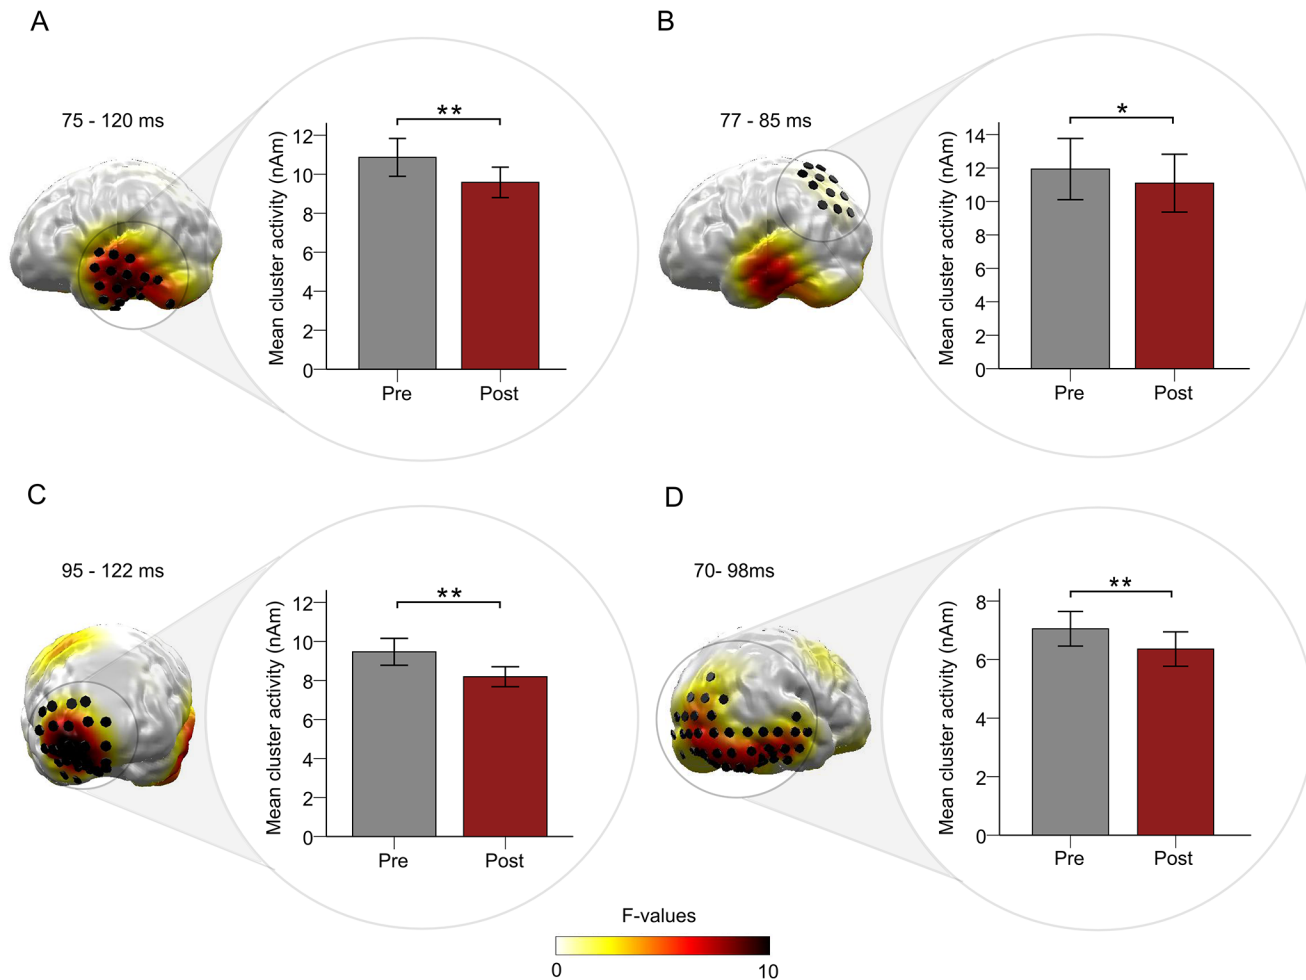 A
75 - 120 ms
**
Mean cluster activity (nAm)
12
10
8
6
4
2
0
Pre Post
B
77 - 85 ms
*
Mean cluster activity (nAm)
14
12
10
8
6
4
2
0
Pre Post
C
95 - 122 ms
**
Mean cluster activity (nAm)
12
10
8
6
4
2
0
Pre Post
D
70- 98ms
**
Mean cluster activity (nAm)
8
6
4
2
0
Pre Post
F-values
0 10